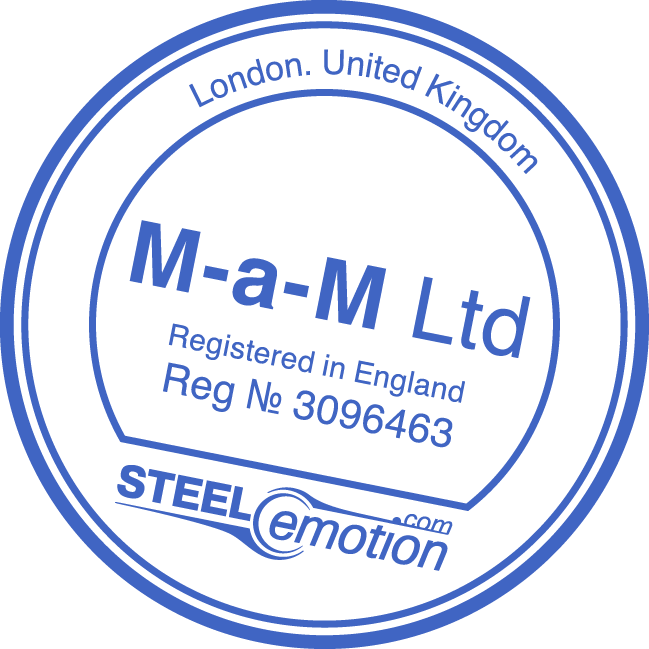 London. United Kingdom
M-a-M Ltd
Registered in England
Reg № 3096463
STEEL
emotion
.com